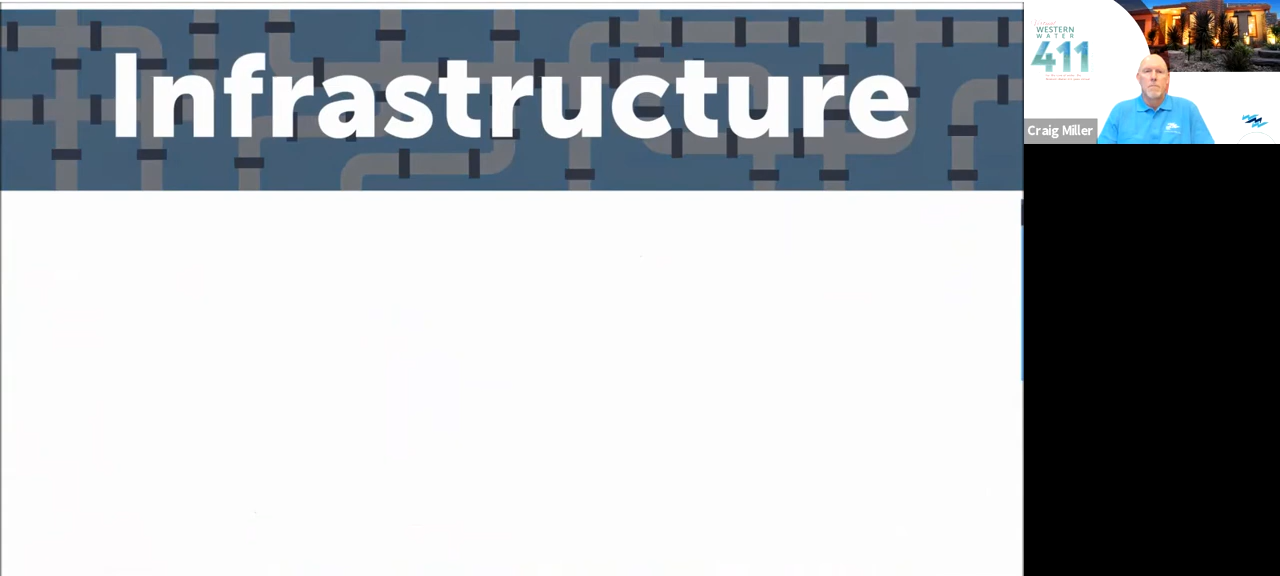 Infrastructure
WESTERN
WATER
411
Craig Miller